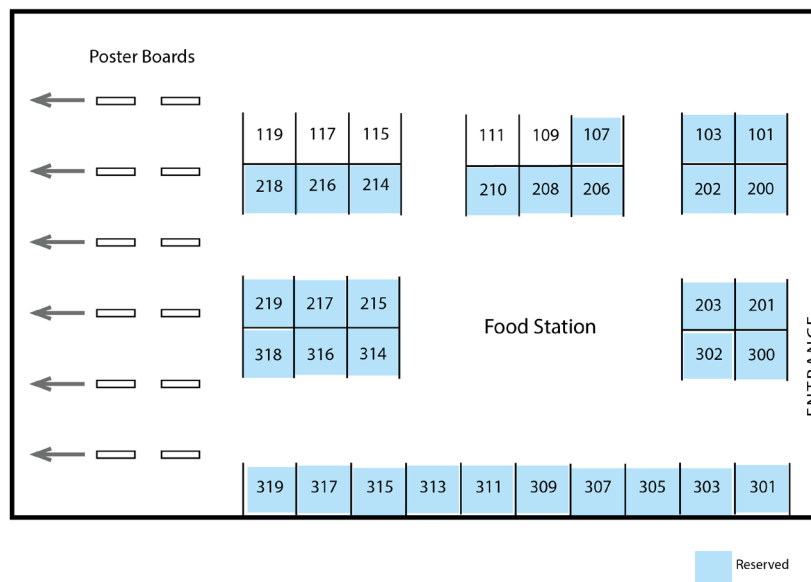 Poster Boards
119 117 115
111 109 107
103 101
218 216 214
210 208 206
202 200
219 217 215
203 201
Food Station
318 316 314
302 300
ENTRANCE
319 317 315 313 311 309 307 305 303 301
Reserved